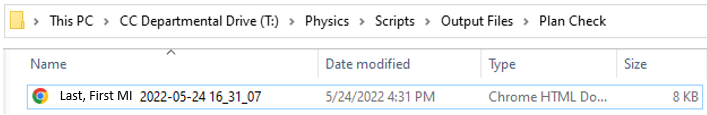 This PC > CC Departmental Drive (T:) > Physics > Scripts > Output Files > Plan Check
Name Date modified Type Size
Last, First MI 2022-05-24 16_31_07 5/24/2022 4:31 PM Chrome HTML Do... 8 KB